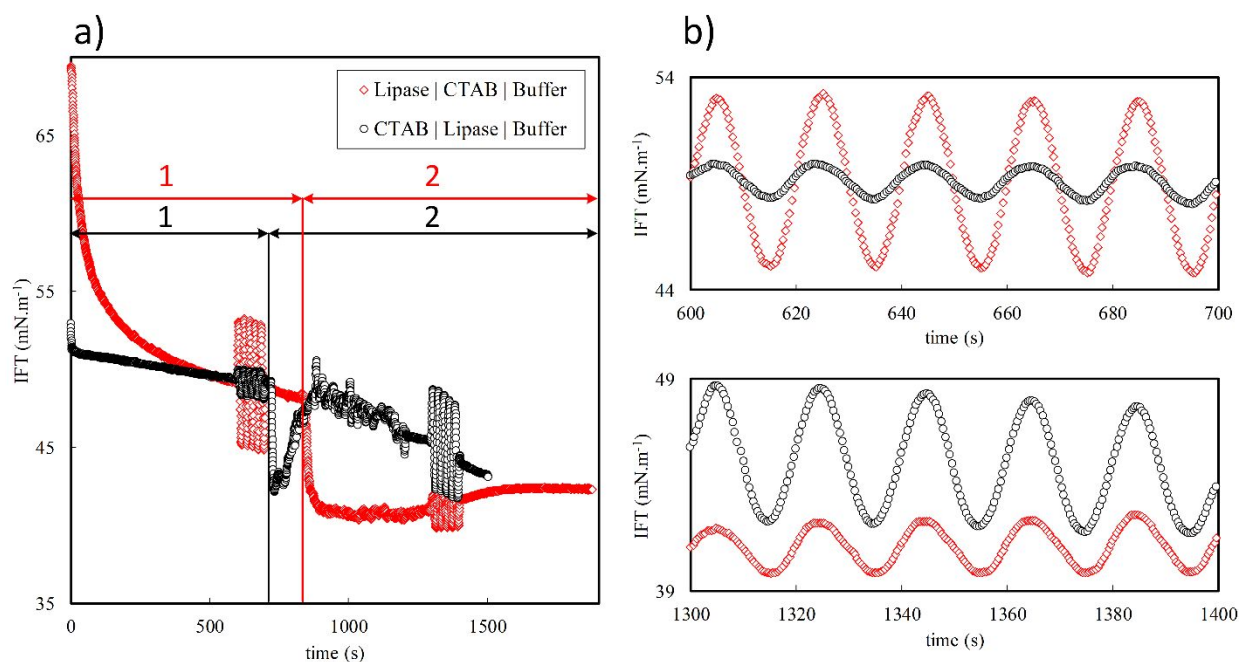 a)
Lipase | CTAB | Buffer
CTAB | Lipase | Buffer
65
55
45
35
1
2
1
2
IFT (mN.m-1)
0
500
1000
1500
time (s)
b)
54
44
IFT (mN.m-1)
600
620
640
660
680
700
time (s)
49
39
IFT (mN.m-1)
1300
1320
1340
1360
1380
1400
time (s)